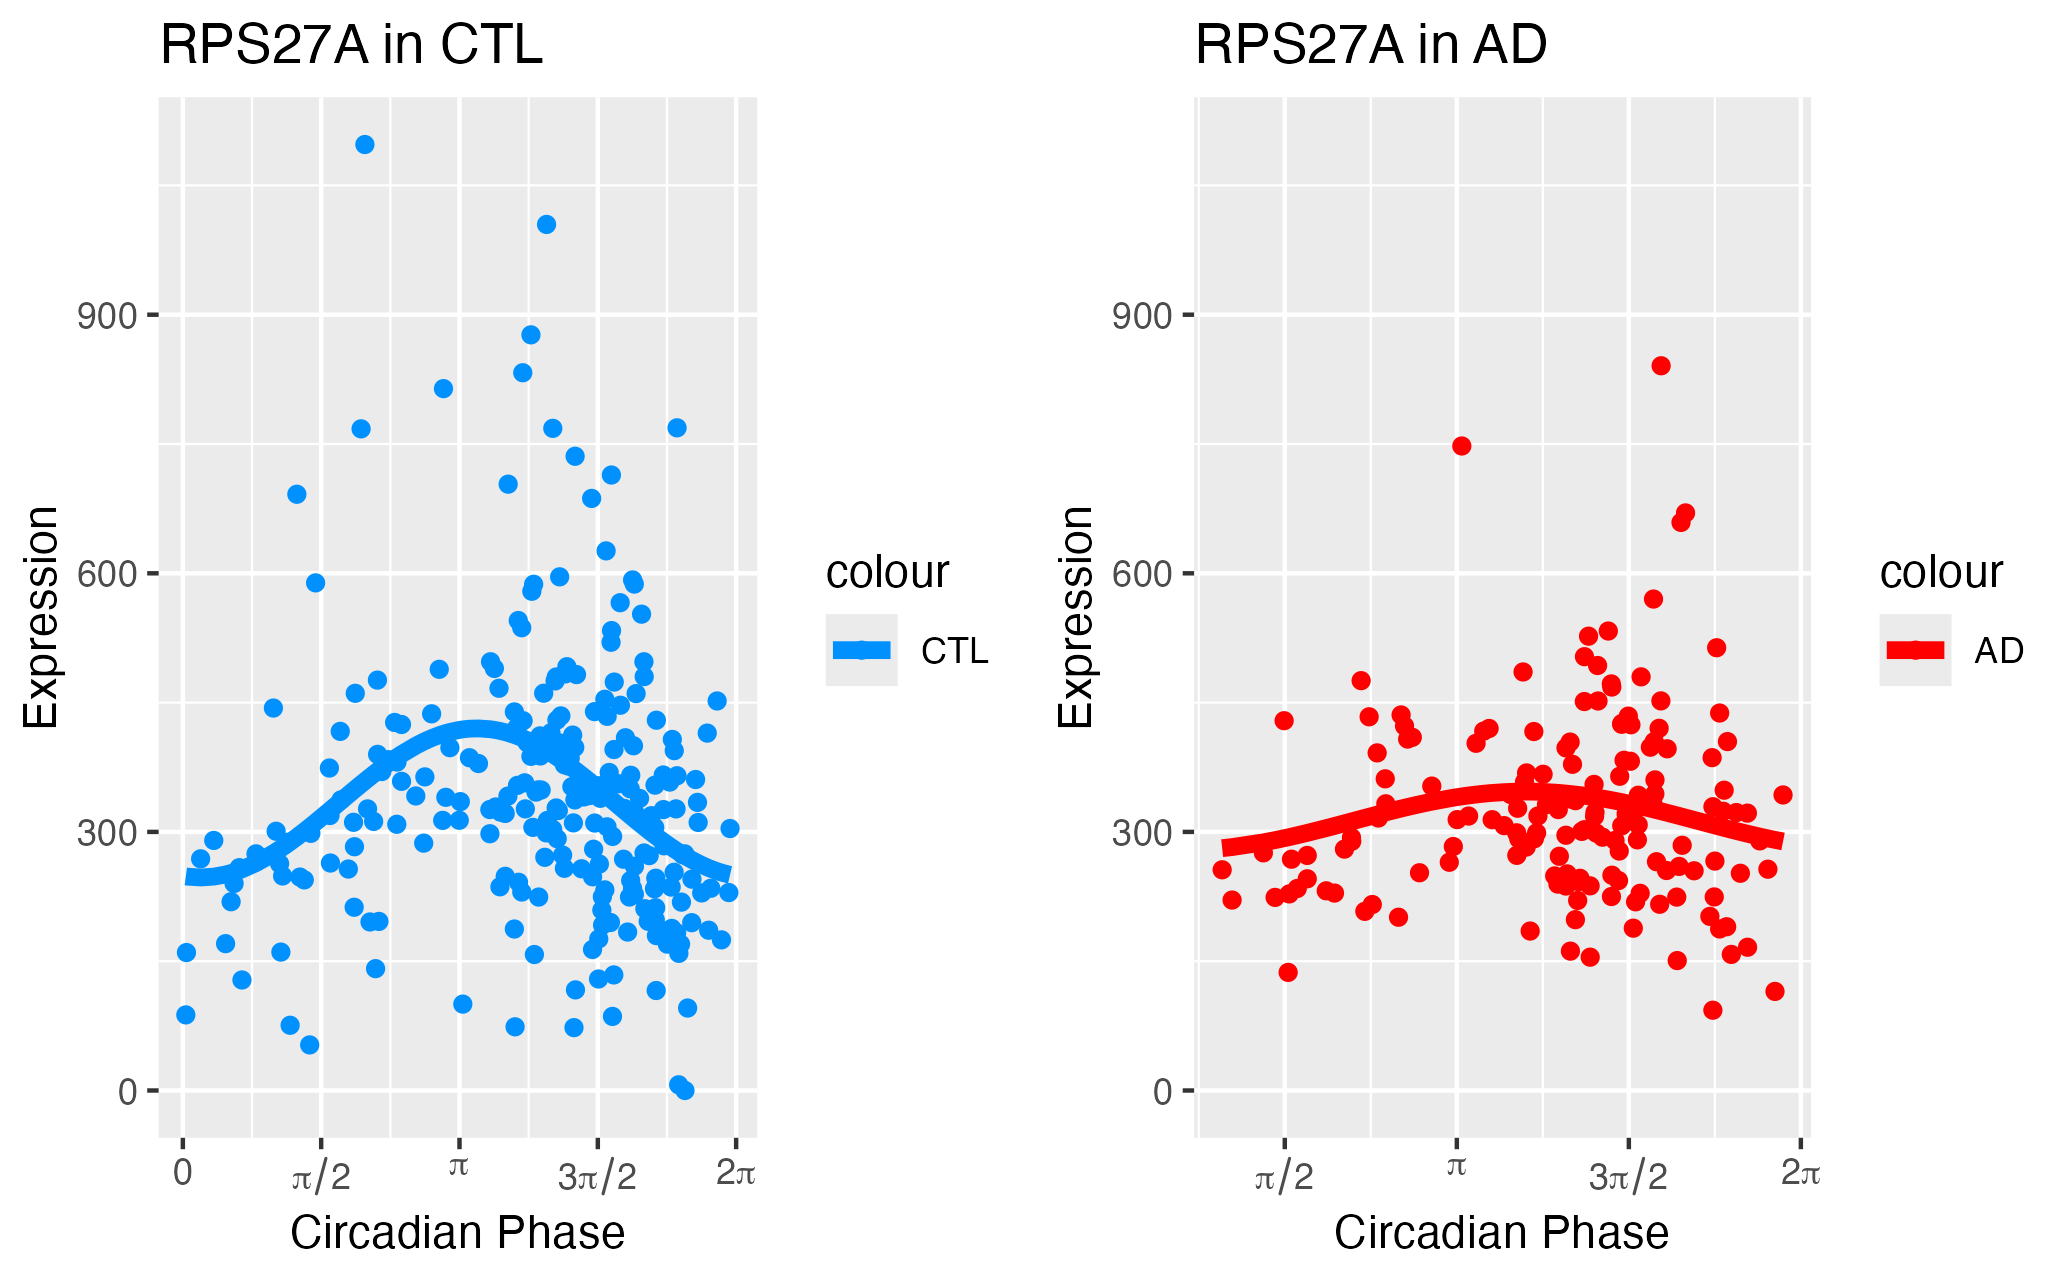 RPS27A in CTL
Expression
900
600
300
0
0
π/2
π
3π/2
2π
Circadian Phase
colour
CTL
RPS27A in AD
Expression
900
600
300
0
π/2
π
3π/2
2π
Circadian Phase
colour
AD